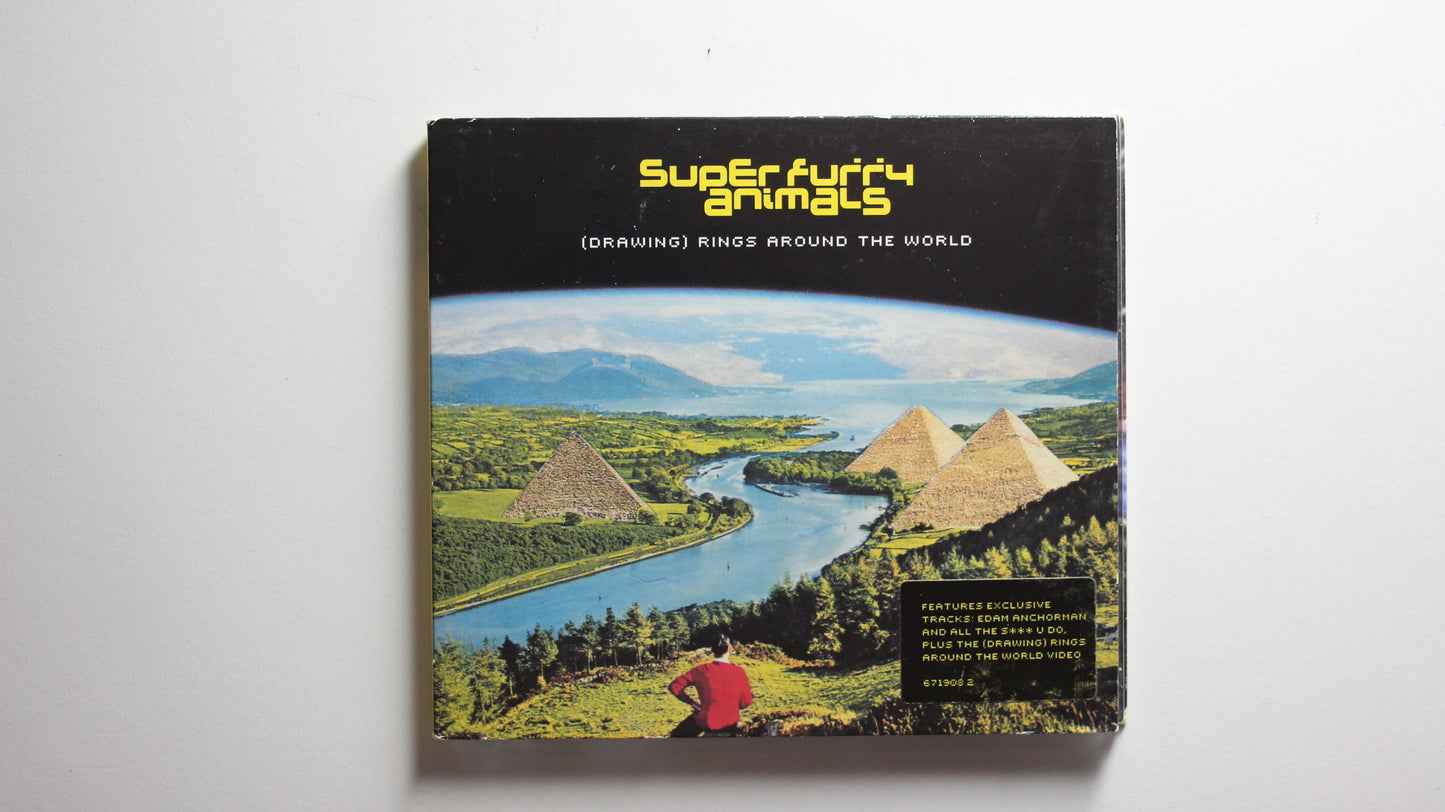 Super furry
animals
(DRAWING) RINGS AROUND THE WORLD
FEATURES EXCLUSIVE
TRACKS: EDAM ANCHORMAN
AND ALL THE S*** U DO,
PLUS THE (DRAWING) RINGS
AROUND THE WORLD VIDEO
671908 2